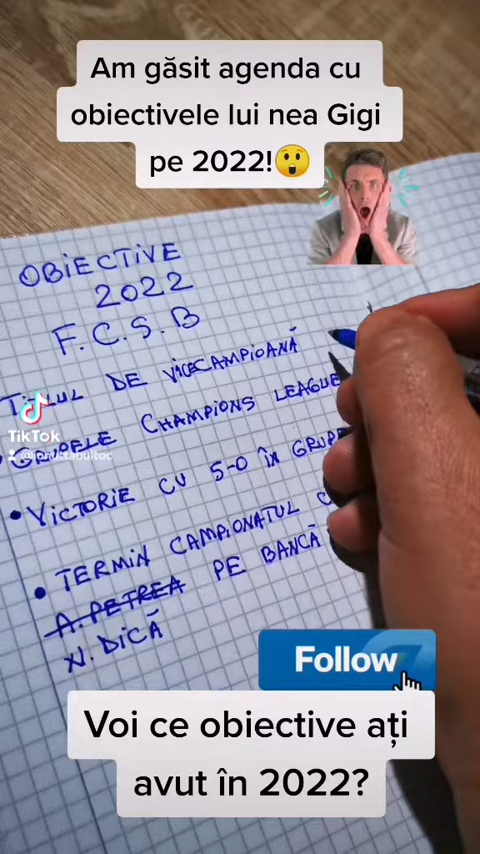 Am găsit agenda cu
obiectivele lui nea Gigi
pe 2022!😲
OBIECTIVE
2022
F.C.S.B
TITLUL DE VICECAMPIOANĂ
GRUPELE CHAMPIONS LEAGUE
• VICTORIE CU 5-0 ÎN GRUPE
• TERMIN CAMPIONATUL
A. PETREA PE BANCĂ
N. DICĂ
TikTok
Follow
Voi ce obiective ați
avut în 2022?